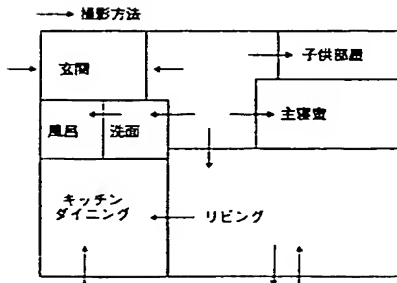 撮影方法
子供部屋
玄関
主寝室
風呂
洗面
キッチン
ダイニング
リビング